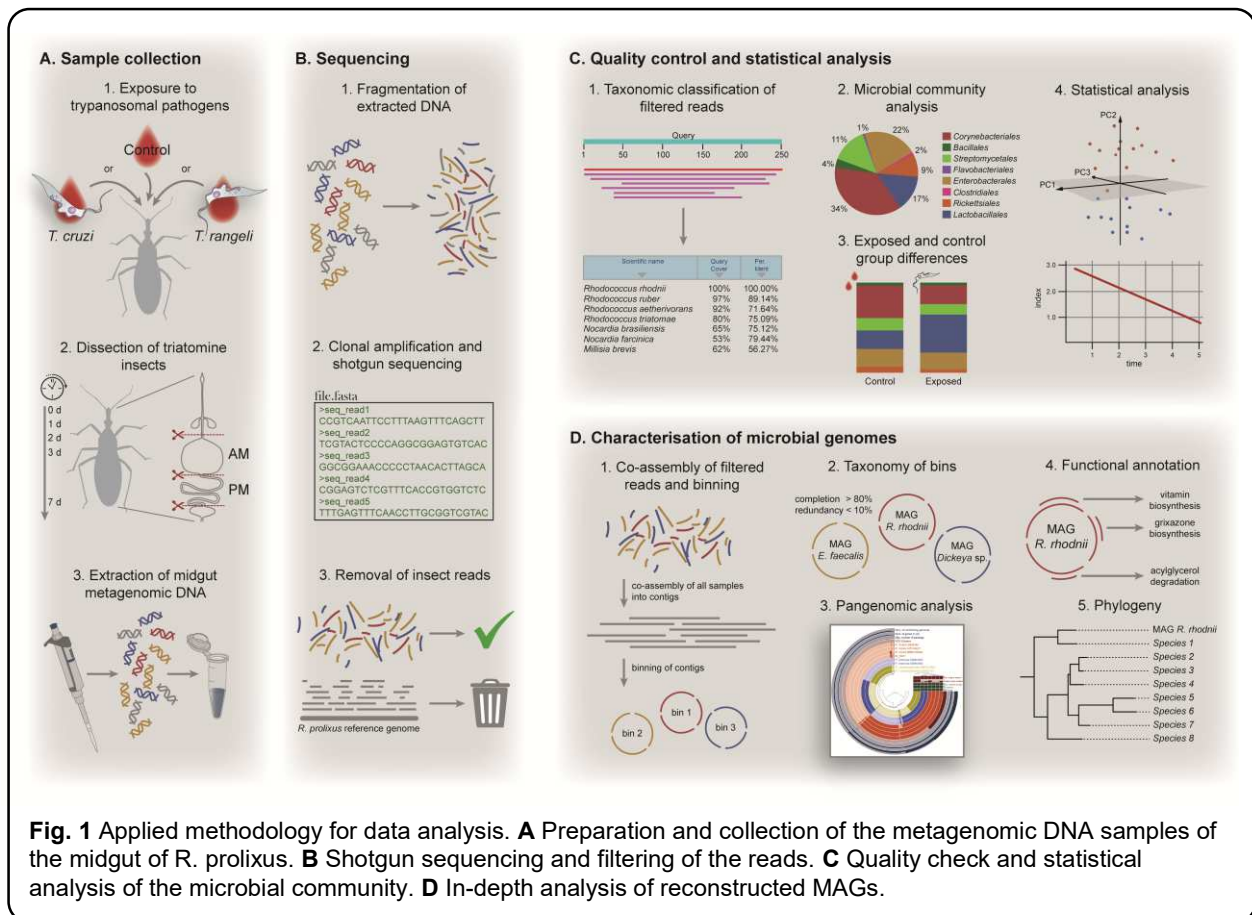 A. Sample collection
1. Exposure to
trypanosomal pathogens
Control
or
or
T. cruzi
T. rangeli
2. Dissection of triatomine
insects
0 d
1 d
2 d
3 d
7 d
AM
PM
3. Extraction of midgut
metagenomic DNA
B. Sequencing
1. Fragmentation of
extracted DNA
2. Clonal amplification and
shotgun sequencing
file.fasta
>seq_read1
CCGTCAATTCCTTTAAGTTTCAGCTT
>seq_read2
TCGTACTCCCCAGGCGGAGTGTCAC
>seq_read3
GGCGGAAACCCCCTAACACTTAGCA
>seq_read4
CGGAGTCTCGTTTCACCGTGGTCTC
>seq_read5
TTTGAGTTTCAACCTTGCGGTCGTAC
3. Removal of insect reads
R. prolixus reference genome
C. Quality control and statistical analysis
1. Taxonomic classification of
filtered reads
Query
1 50 100 150 200 250
Scientific name Query Cover Per Ident
Rhodococcus rhodnii 100% 100.00%
Rhodococcus ruber 97% 89.14%
Rhodococcus aetherivorans 92% 71.64%
Rhodococcus triatomae 80% 75.09%
Nocardia brasiliensis 65% 75.12%
Nocardia farcinica 53% 79.44%
Millisia brevis 62% 56.27%
2. Microbial community
analysis
1%
22%
11%
2%
4%
9%
34%
17%
Corynebacteriales
Bacillales
Streptomycetales
Flavobacteriales
Enterobacterales
Clostridiales
Rickettsiales
Lactobacillales
3. Exposed and control
group differences
Control Exposed
4. Statistical analysis
PC2
PC3
PC1
3.0
2.0
1.0
index
1 2 3 4 5
time
D. Characterisation of microbial genomes
1. Co-assembly of filtered
reads and binning
co-assembly of all samples
into contigs
binning of contigs
bin 2
bin 1
bin 3
2. Taxonomy of bins
completion > 80%
redundancy < 10%
MAG
E. faecalis
MAG
R. rhodnii
MAG
Dickeya sp.
3. Pangenomic analysis
4. Functional annotation
MAG
R. rhodnii
vitamin
biosynthesis
grixazone
biosynthesis
acylglycerol
degradation
5. Phylogeny
MAG R. rhodnii
Species 1
Species 2
Species 3
Species 4
Species 5
Species 6
Species 7
Species 8
Fig. 1 Applied methodology for data analysis. A Preparation and collection of the metagenomic DNA samples of
the midgut of R. prolixus. B Shotgun sequencing and filtering of the reads. C Quality check and statistical
analysis of the microbial community. D In-depth analysis of reconstructed MAGs.